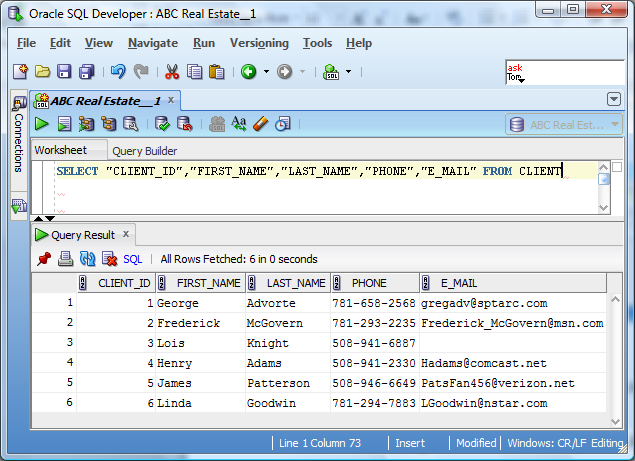 Oracle SQL Developer : ABC Real Estate__1
File Edit View Navigate Run Versioning Tools Help
ask
Tom
Connections
SQL ABC Real Estate__1 x
ABC Real Est...
Worksheet Query Builder
SELECT "CLIENT_ID","FIRST_NAME","LAST_NAME","PHONE","E_MAIL" FROM CLIENT
Query Result x
SQL | All Rows Fetched: 6 in 0 seconds
CLIENT_ID FIRST_NAME LAST_NAME PHONE E_MAIL
1 1 George Advorte 781-658-2568 gregadv@sptarc.com
2 2 Frederick McGovern 781-293-2235 Frederick_McGovern@msn.com
3 3 Lois Knight 508-941-6887
4 4 Henry Adams 508-941-2330 Hadams@comcast.net
5 5 James Patterson 508-946-6649 PatsFan456@verizon.net
6 6 Linda Goodwin 781-294-7883 LGoodwin@nstar.com
Line 1 Column 73 Insert Modified Windows: CR/LF Editing